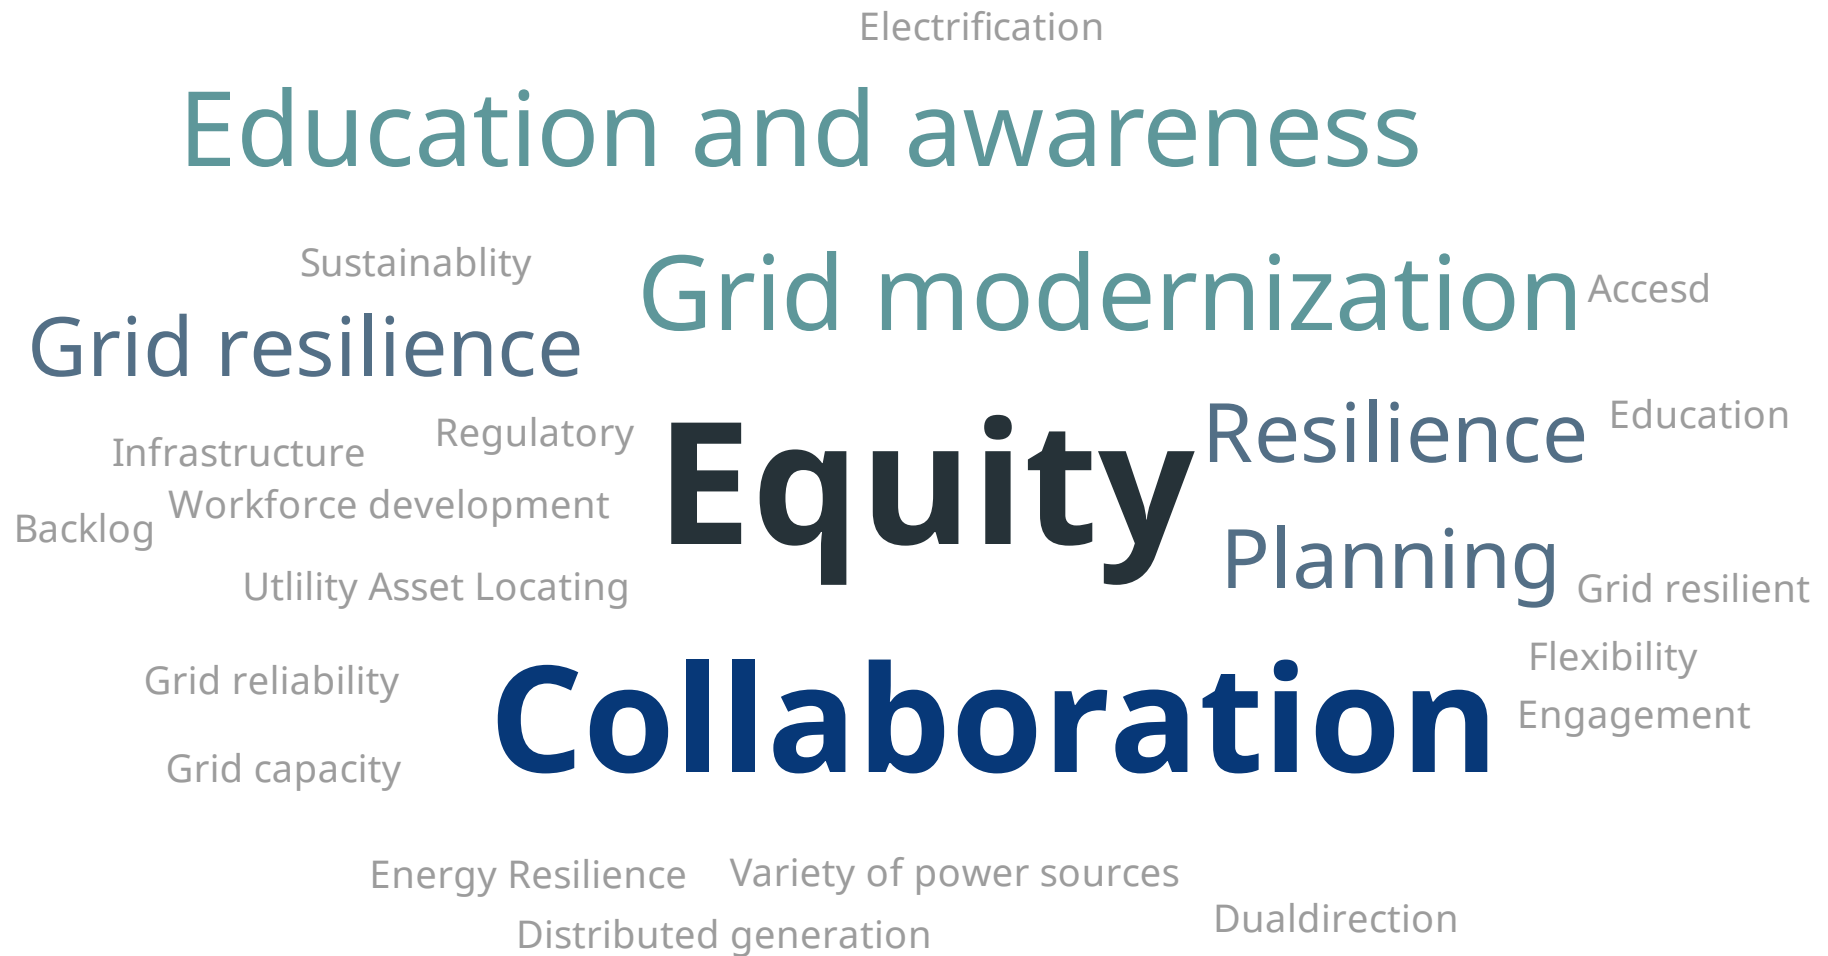 Electrification
Education and awareness
Sustainablity
Grid modernization
Accesd
Grid resilience
Equity
Resilience
Education
Regulatory
Infrastructure
Workforce development
Backlog
Planning
Utlility Asset Locating
Grid resilient
Collaboration
Flexibility
Grid reliability
Engagement
Grid capacity
Energy Resilience
Variety of power sources
Distributed generation
Dualdirection